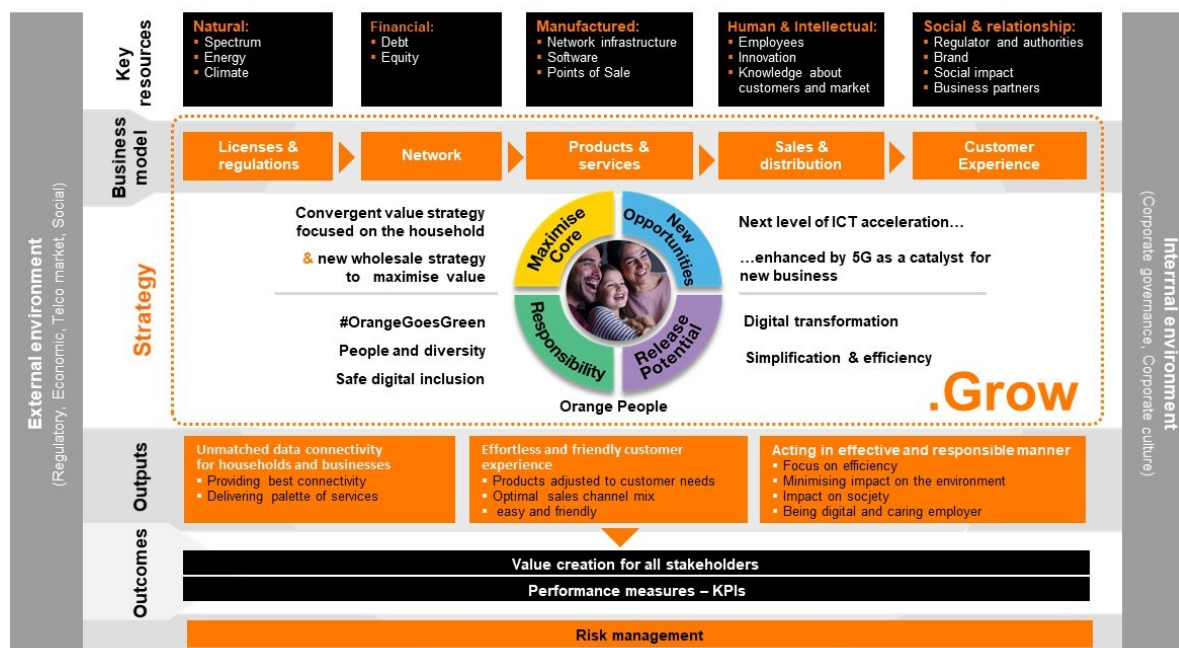 External environment
(Regulatory, Economic, Telco market, Social)
Key
resources
Natural:
▪ Spectrum
▪ Energy
▪ Climate
Financial:
▪ Debt
▪ Equity
Manufactured:
▪ Network infrastructure
▪ Software
▪ Points of Sale
Human & Intellectual:
▪ Employees
▪ Innovation
▪ Knowledge about
customers and market
Social & relationship:
▪ Regulator and authorities
▪ Brand
▪ Social impact
▪ Business partners
Business
model
Licenses &
regulations
Network
Products &
services
Sales &
distribution
Customer
Experience
Strategy
Convergent value strategy
focused on the household
& new wholesale strategy
to maximise value
#OrangeGoesGreen
People and diversity
Safe digital inclusion
Maximise
Core
New
Opportunities
Responsibility
Release
Potential
Orange People
Next level of ICT acceleration...
...enhanced by 5G as a catalyst for
new business
Digital transformation
Simplification & efficiency
.Grow
Outputs
Unmatched data connectivity
for households and businesses
▪ Providing best connectivity
▪ Delivering palette of services
Effortless and friendly customer
experience
▪ Products adjusted to customer needs
▪ Optimal sales channel mix
▪ easy and friendly
Acting in effective and responsible manner
▪ Focus on efficiency
▪ Minimising impact on the environment
▪ Impact on socjety
▪ Being digital and caring employer
Outcomes
Value creation for all stakeholders
Performance measures – KPIs
Risk management
Internal environment
(Corporate governance, Corporate culture)